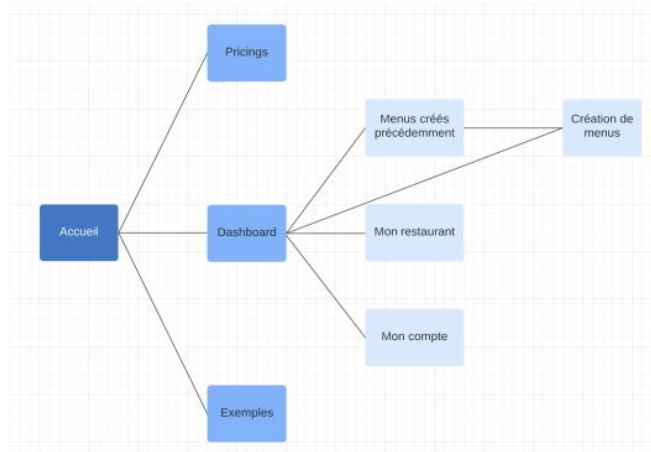 Pricings
Menus créés
précédemment
Création de
menus
Accueil
Dashboard
Mon restaurant
Mon compte
Exemples